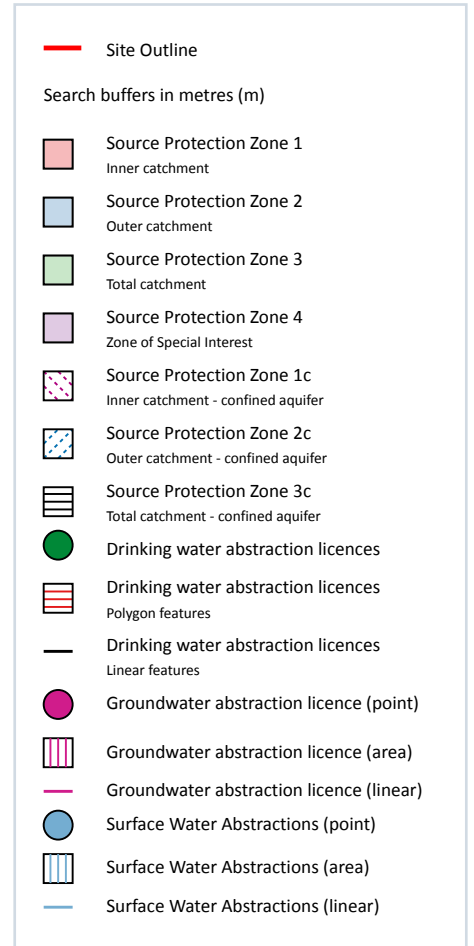 Site Outline
Search buffers in metres (m)
Source Protection Zone 1
Inner catchment
Source Protection Zone 2
Outer catchment
Source Protection Zone 3
Total catchment
Source Protection Zone 4
Zone of Special Interest
Source Protection Zone 1c
Inner catchment - confined aquifer
Source Protection Zone 2c
Outer catchment - confined aquifer
Source Protection Zone 3c
Total catchment - confined aquifer
Drinking water abstraction licences
Drinking water abstraction licences
Polygon features
Drinking water abstraction licences
Linear features
Groundwater abstraction licence (point)
Groundwater abstraction licence (area)
Groundwater abstraction licence (linear)
Surface Water Abstractions (point)
Surface Water Abstractions (area)
Surface Water Abstractions (linear)